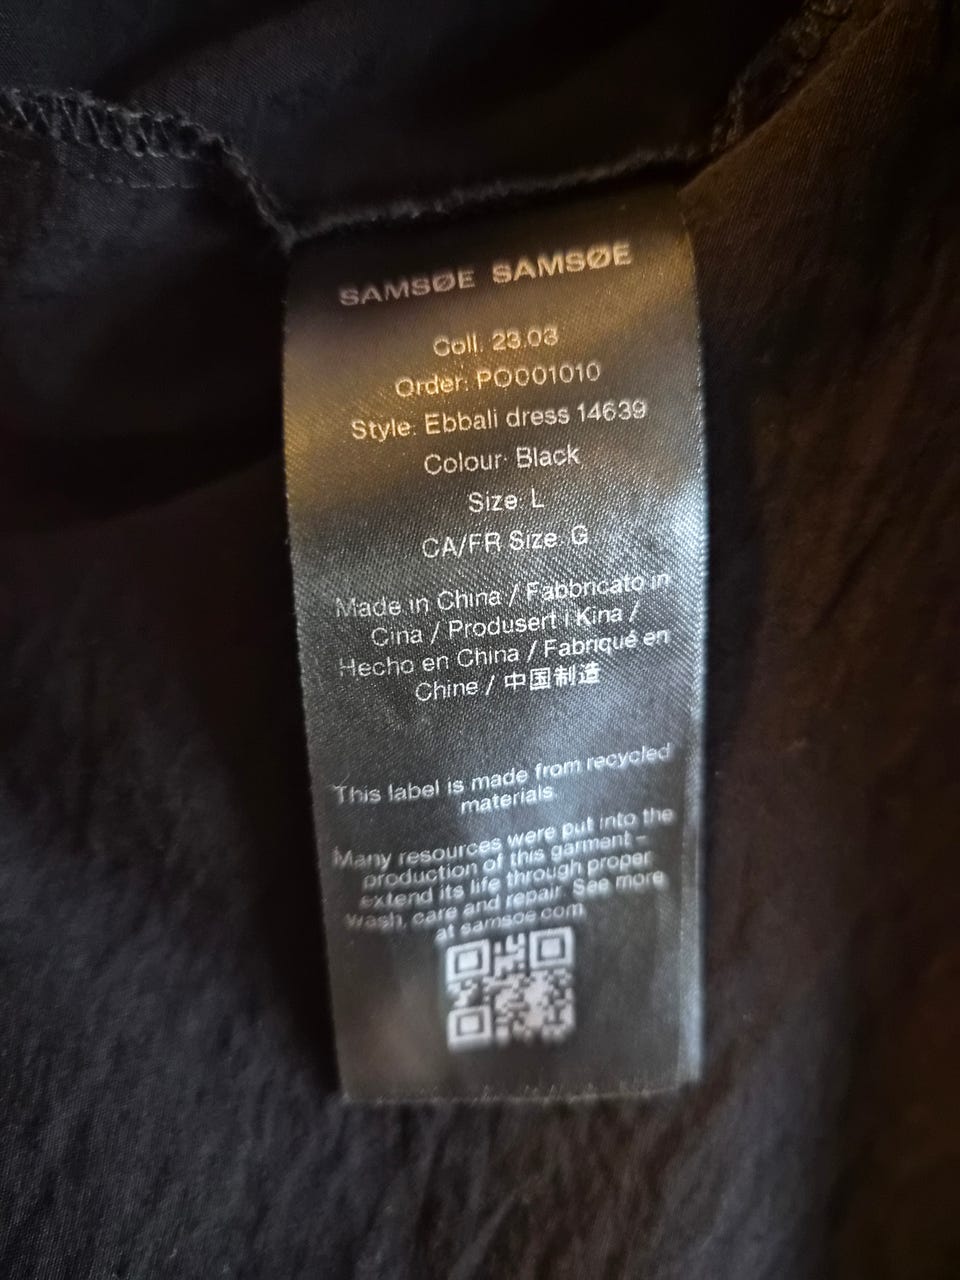 SAMSØE SAMSØE
Coll. 23.03
Order: PO001010
Style: Ebbali dress 14639
Colour: Black
Size: L
CA/FR Size: G
Made in China / Fabbricato in
Cina / Produsert i Kina /
Hecho en China / Fabriqué en
Chine / 中国制造
This label is made from recycled
materials.
Many resources were put into the
production of this garment –
extend its life through proper
wash, care and repair. See more
at samsoe.com